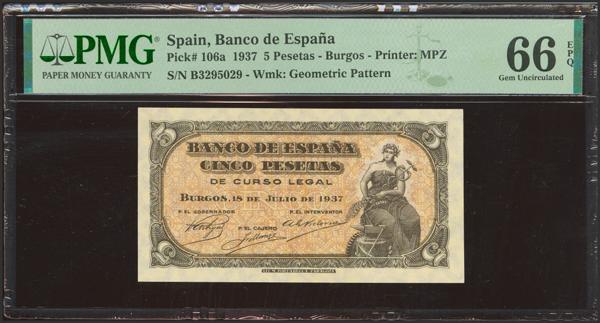 PMG
PAPER MONEY GUARANTY
Spain, Banco de España
Pick# 106a 1937 5 Pesetas - Burgos - Printer: MPZ
S/N B3295029 - Wmk: Geometric Pattern
66 EPQ
Gem Uncirculated
5
BANCO DE ESPAÑA
CINCO PESETAS
DE CURSO LEGAL
BURGOS, 18 DE JULIO DE 1937
P. EL GOBERNADOR
P. EL INTERVENTOR
P. EL CAJERO
5
5